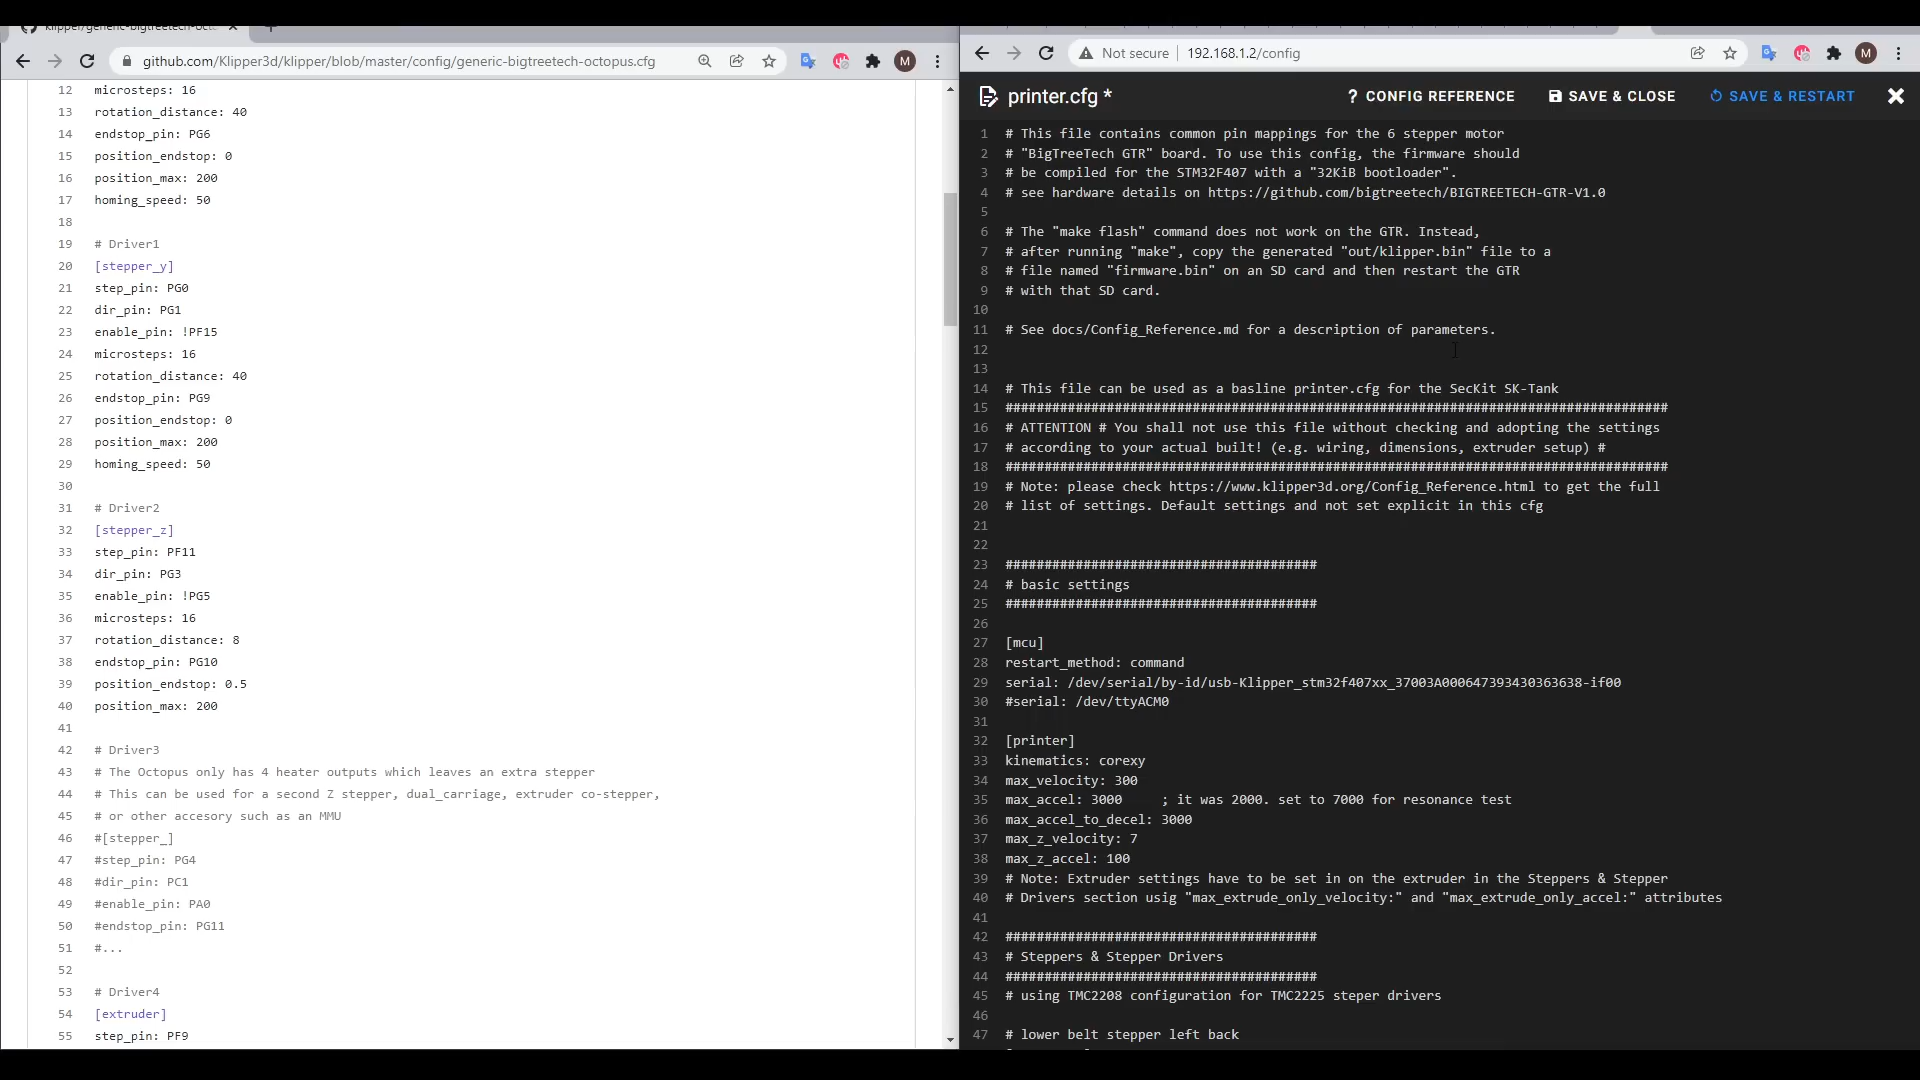 klipper/generic-bigtreetech-octo
github.com/Klipper3d/klipper/blob/master/config/generic-bigtreetech-octopus.cfg
M
12 microsteps: 16
13 rotation_distance: 40
14 endstop_pin: PG6
15 position_endstop: 0
16 position_max: 200
17 homing_speed: 50
18
19 # Driver1
20 [stepper_y]
21 step_pin: PG0
22 dir_pin: PG1
23 enable_pin: !PF15
24 microsteps: 16
25 rotation_distance: 40
26 endstop_pin: PG9
27 position_endstop: 0
28 position_max: 200
29 homing_speed: 50
30
31 # Driver2
32 [stepper_z]
33 step_pin: PF11
34 dir_pin: PG3
35 enable_pin: !PG5
36 microsteps: 16
37 rotation_distance: 8
38 endstop_pin: PG10
39 position_endstop: 0.5
40 position_max: 200
41
42 # Driver3
43 # The Octopus only has 4 heater outputs which leaves an extra stepper
44 # This can be used for a second Z stepper, dual_carriage, extruder co-stepper,
45 # or other accesory such as an MMU
46 #[stepper_]
47 #step_pin: PG4
48 #dir_pin: PC1
49 #enable_pin: PA0
50 #endstop_pin: PG11
51 #...
52
53 # Driver4
54 [extruder]
55 step_pin: PF9
Not secure 192.168.1.2/config
M
printer.cfg * ? CONFIG REFERENCE SAVE & CLOSE SAVE & RESTART
1 # This file contains common pin mappings for the 6 stepper motor
2 # "BigTreeTech GTR" board. To use this config, the firmware should
3 # be compiled for the STM32F407 with a "32KiB bootloader".
4 # see hardware details on https://github.com/bigtreetech/BIGTREETECH-GTR-V1.0
5
6 # The "make flash" command does not work on the GTR. Instead,
7 # after running "make", copy the generated "out/klipper.bin" file to a
8 # file named "firmware.bin" on an SD card and then restart the GTR
9 # with that SD card.
10
11 # See docs/Config_Reference.md for a description of parameters.
12
13
14 # This file can be used as a basline printer.cfg for the SecKit SK-Tank
15 #####################################################################################
16 # ATTENTION # You shall not use this file without checking and adopting the settings
17 # according to your actual built! (e.g. wiring, dimensions, extruder setup) #
18 #####################################################################################
19 # Note: please check https://www.klipper3d.org/Config_Reference.html to get the full
20 # list of settings. Default settings and not set explicit in this cfg
21
22
23 ########################################
24 # basic settings
25 ########################################
26
27 [mcu]
28 restart_method: command
29 serial: /dev/serial/by-id/usb-Klipper_stm32f407xx_37003A000647393430363638-if00
30 #serial: /dev/ttyACM0
31
32 [printer]
33 kinematics: corexy
34 max_velocity: 300
35 max_accel: 3000 ; it was 2000. set to 7000 for resonance test
36 max_accel_to_decel: 3000
37 max_z_velocity: 7
38 max_z_accel: 100
39 # Note: Extruder settings have to be set in on the extruder in the Steppers & Stepper
40 # Drivers section usig "max_extrude_only_velocity:" and "max_extrude_only_accel:" attributes
41
42 ########################################
43 # Steppers & Stepper Drivers
44 ########################################
45 # using TMC2208 configuration for TMC2225 steper drivers
46
47 # lower belt stepper left back